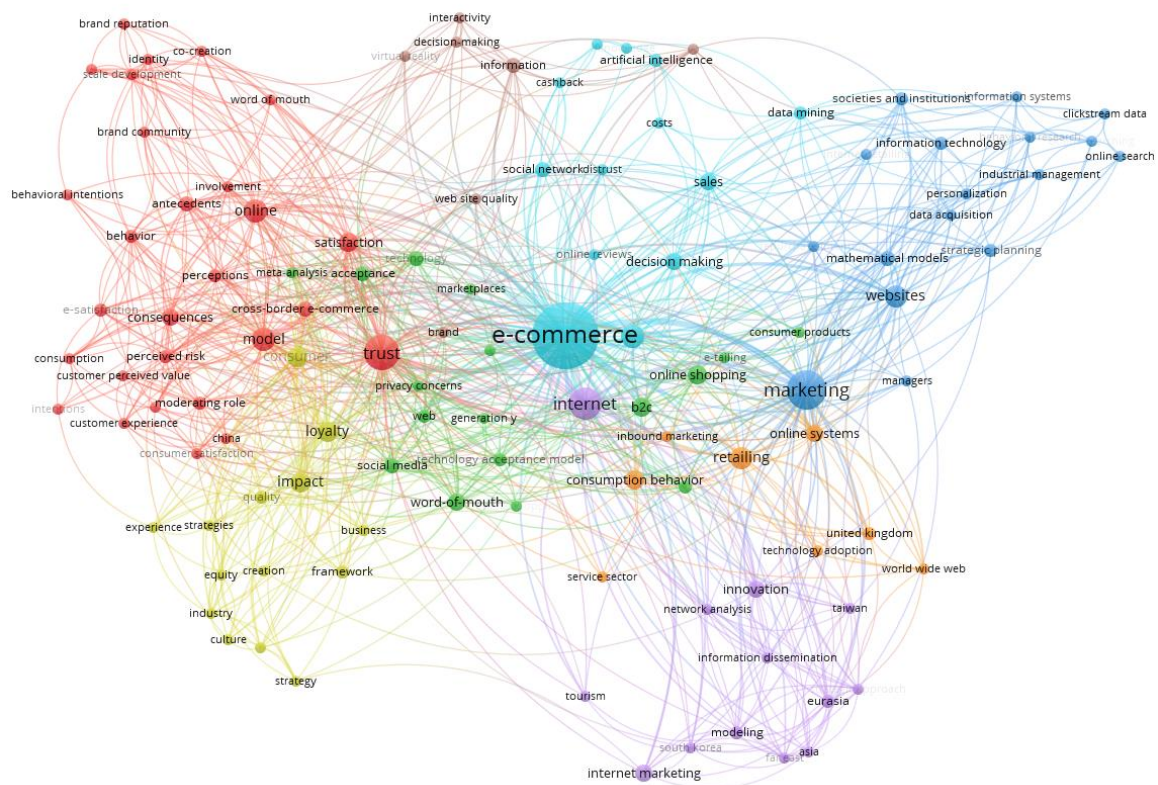 interactivity
brand reputation
decision-making
co-creation
virtual reality
identity
artificial intelligence
information
scale development
cashback
word of mouth
societies and institutions
information systems
data mining
clickstream data
costs
brand community
information technology
online search
social network
distrust
industrial management
sales
involvement
behavioral intentions
personalization
web site quality
antecedents
online
data acquisition
behavior
satisfaction
strategic planning
online reviews
technology
decision making
mathematical models
meta-analysis
acceptance
perceptions
marketplaces
websites
e-satisfaction
cross-border e-commerce
consequences
brand
e-commerce
consumer products
model
trust
consumer
perceived risk
consumption
e-tailing
online shopping
customer perceived value
privacy concerns
managers
marketing
moderating role
intentions
internet
b2c
customer experience
web
generation y
loyalty
online systems
china
inbound marketing
consumer satisfaction
retailing
social media
technology acceptance model
impact
consumption behavior
quality
word-of-mouth
experience
strategies
business
united kingdom
technology adoption
equity
creation
framework
service sector
world wide web
innovation
industry
network analysis
taiwan
culture
information dissemination
strategy
tourism
eurasia
modeling
south korea
asia
far east
internet marketing